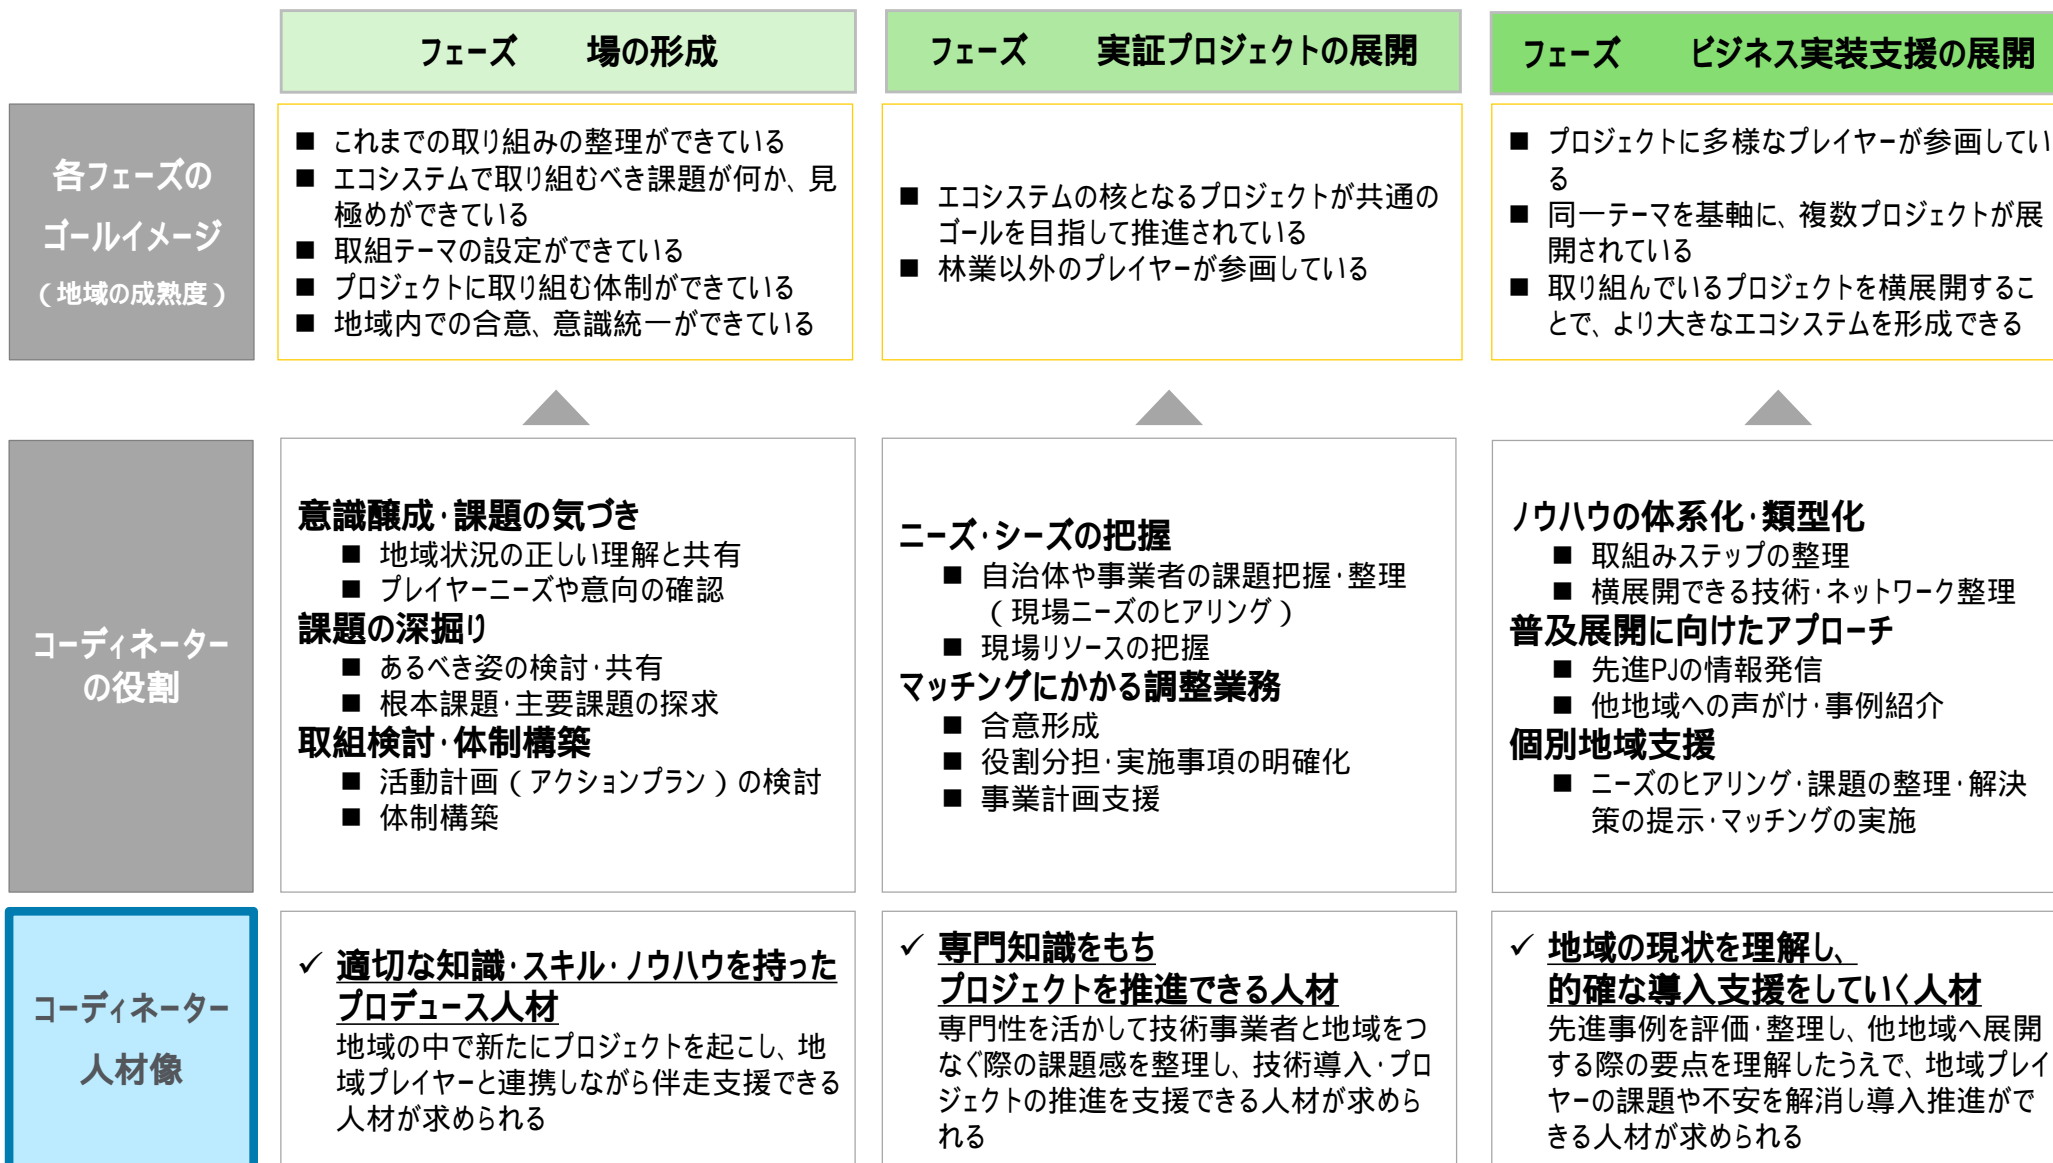 フェーズ　　場の形成
フェーズ　　実証プロジェクトの展開
フェーズ　　ビジネス実装支援の展開
各フェーズの
ゴールイメージ
（地域の成熟度）
■ これまでの取り組みの整理ができている
■ エコシステムで取り組むべき課題が何か、見
極めができている
■ 取組テーマの設定ができている
■ プロジェクトに取り組む体制ができている
■ 地域内での合意、意識統一ができている
■ エコシステムの核となるプロジェクトが共通の
ゴールを目指して推進されている
■ 林業以外のプレイヤーが参画している
■ プロジェクトに多様なプレイヤーが参画してい
る
■ 同一テーマを基軸に、複数プロジェクトが展
開されている
■ 取り組んでいるプロジェクトを横展開するこ
とで、より大きなエコシステムを形成できる
コーディネーター
の役割
意識醸成・課題の気づき
■ 地域状況の正しい理解と共有
■ プレイヤーニーズや意向の確認
課題の深掘り
■ あるべき姿の検討・共有
■ 根本課題・主要課題の探求
取組検討・体制構築
■ 活動計画（アクションプラン）の検討
■ 体制構築
ニーズ・シーズの把握
■ 自治体や事業者の課題把握・整理
（現場ニーズのヒアリング）
■ 現場リソースの把握
マッチングにかかる調整業務
■ 合意形成
■ 役割分担・実施事項の明確化
■ 事業計画支援
ノウハウの体系化・類型化
■ 取組みステップの整理
■ 横展開できる技術・ネットワーク整理
普及展開に向けたアプローチ
■ 先進PJの情報発信
■ 他地域への声がけ・事例紹介
個別地域支援
■ ニーズのヒアリング・課題の整理・解決
策の提示・マッチングの実施
コーディネーター
人材像
✓ 適切な知識・スキル・ノウハウを持った
プロデュース人材
地域の中で新たにプロジェクトを起こし、地
域プレイヤーと連携しながら伴走支援できる
人材が求められる
✓ 専門知識をもち
プロジェクトを推進できる人材
専門性を活かして技術事業者と地域をつ
なぐ際の課題感を整理し、技術導入・プロ
ジェクトの推進を支援できる人材が求めら
れる
✓ 地域の現状を理解し、
的確な導入支援をしていく人材
先進事例を評価・整理し、他地域へ展開
する際の要点を理解したうえで、地域プレイ
ヤーの課題や不安を解消し導入推進がで
きる人材が求められる